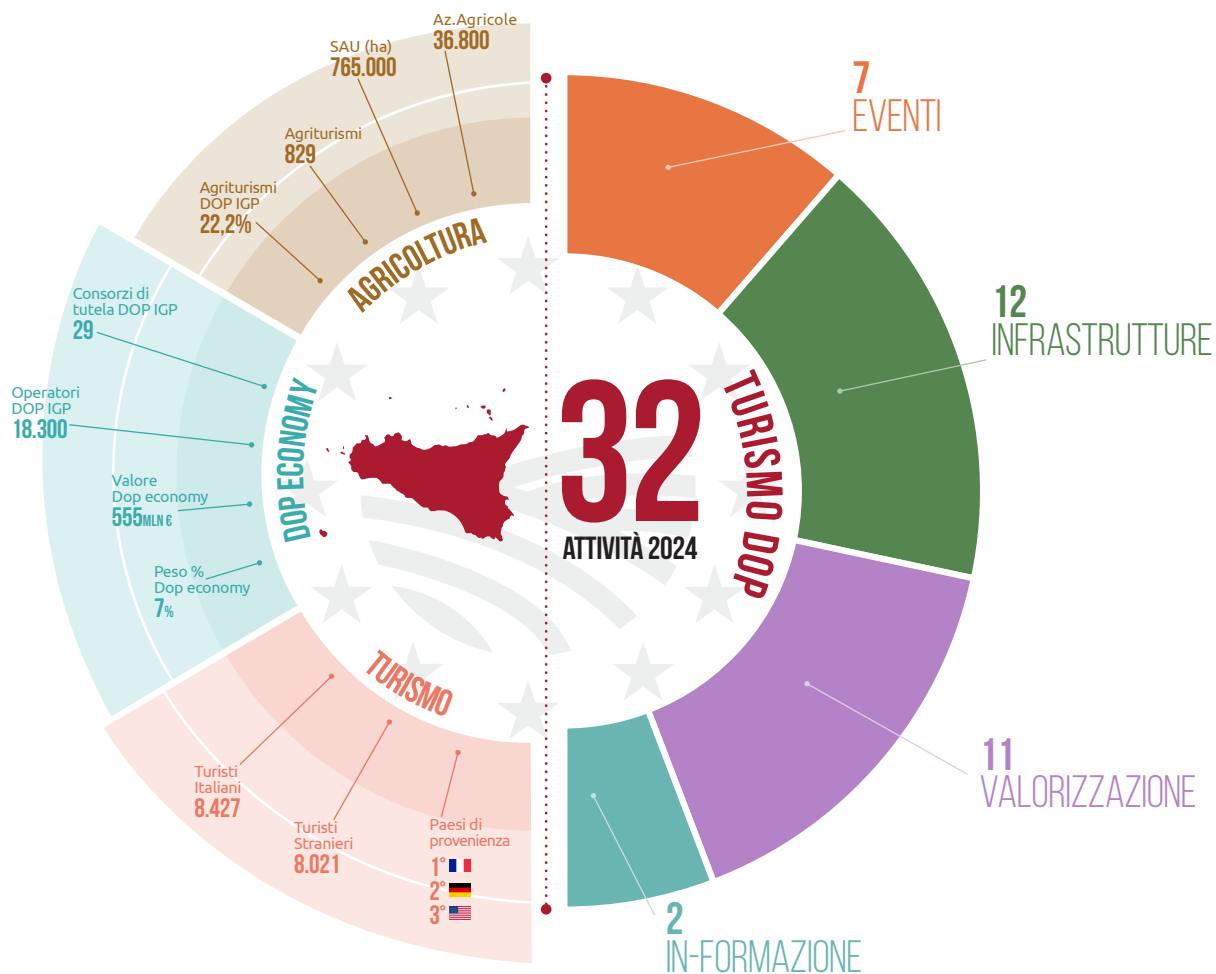 Az.Agricole
36.800
SAU (ha)
765.000
Agriturismi
829
Agriturismi
DOP IGP
22,2%
AGRICOLTURA
Consorzi di
tutela DOP IGP
29
Operatori
DOP IGP
18.300
Valore
Dop economy
555MLN €
Peso %
Dop economy
7%
DOP ECONOMY
TURISMO
Turisti
Italiani
8.427
Turisti
Stranieri
8.021
Paesi di
provenienza
1°
2°
3°
32
ATTIVITÀ 2024
TURISMO DOP
7
EVENTI
12
INFRASTRUTTURE
11
VALORIZZAZIONE
2
IN-FORMAZIONE